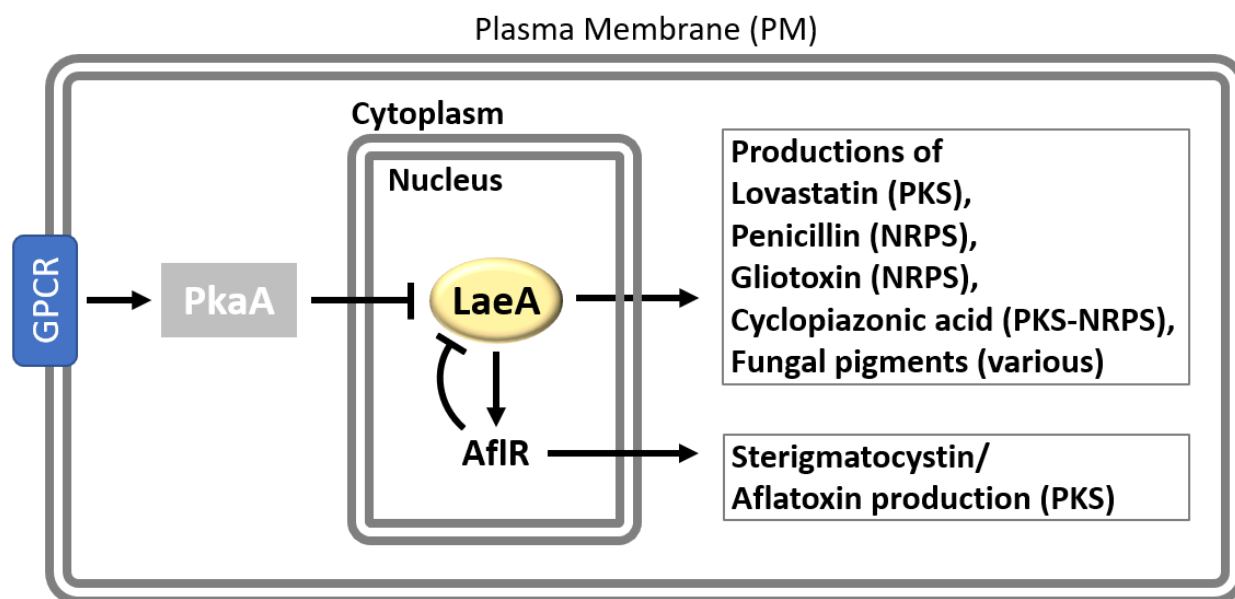 Plasma Membrane (PM)
Cytoplasm
Nucleus
GPCR
PkaA
LaeA
AflR
Productions of
Lovastatin (PKS),
Penicillin (NRPS),
Gliotoxin (NRPS),
Cyclopiazonic acid (PKS-NRPS),
Fungal pigments (various)
Sterigmatocystin/
Aflatoxin production (PKS)